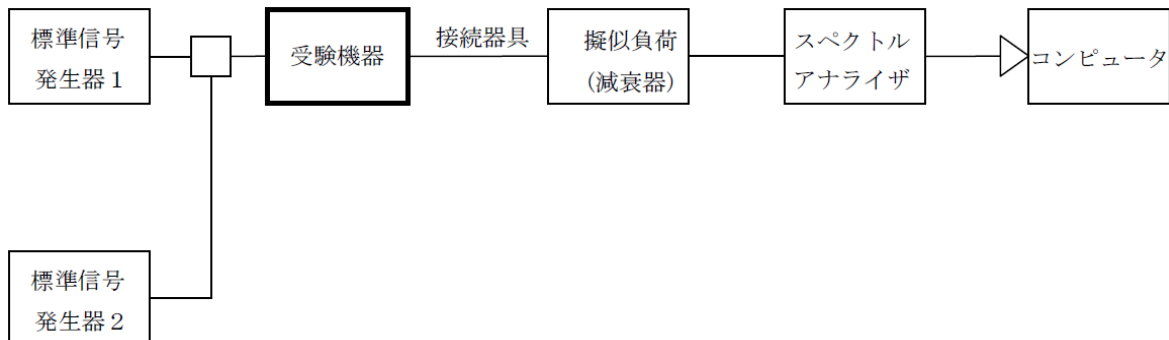 標準信号
発生器1
受験機器
接続器具
擬似負荷
(減衰器)
スペクトル
アナライザ
コンピュータ
標準信号
発生器2